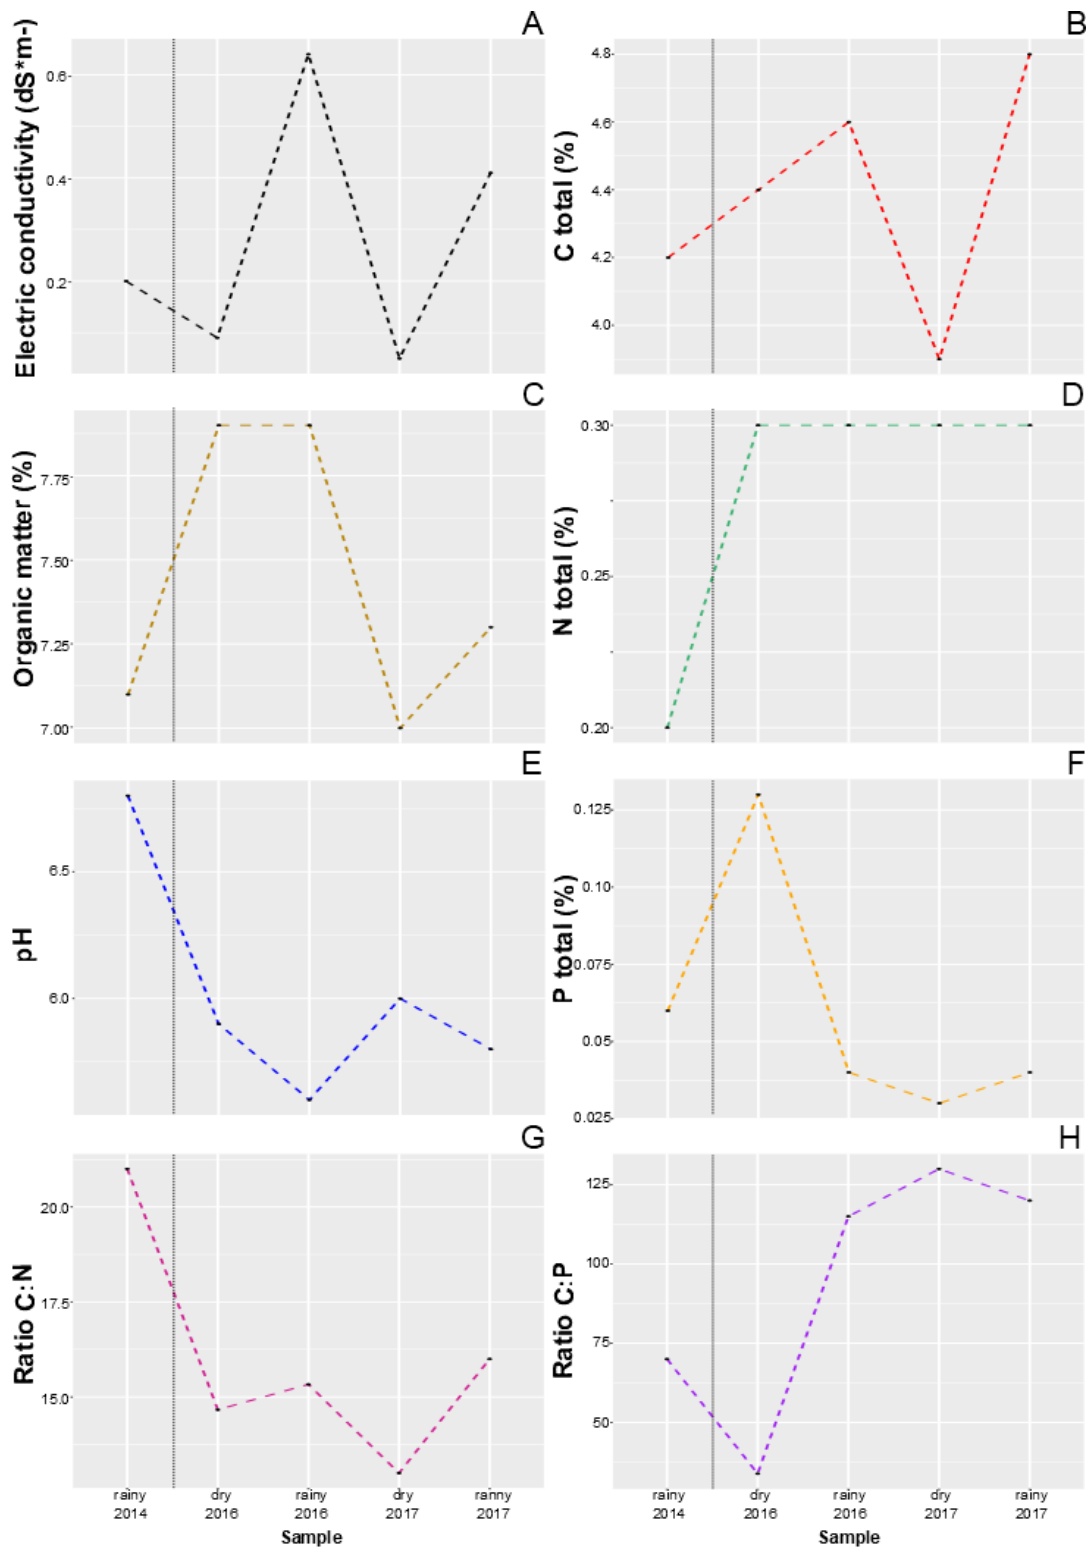 A
Electric conductivity (dS*m-)
0.6
0.4
0.2
B
C total (%)
4.8
4.6
4.4
4.2
4.0
C
Organic matter (%)
7.75
7.50
7.25
7.00
D
N total (%)
0.30
0.25
0.20
E
pH
6.5
6.0
F
P total (%)
0.125
0.10
0.075
0.05
0.025
G
Ratio C:N
20.0
17.5
15.0
rainy dry rainy dry rainny
2014 2016 2016 2017 2017
Sample
H
Ratio C:P
125
100
75
50
rainy dry rainy dry rainy
2014 2016 2016 2017 2017
Sample